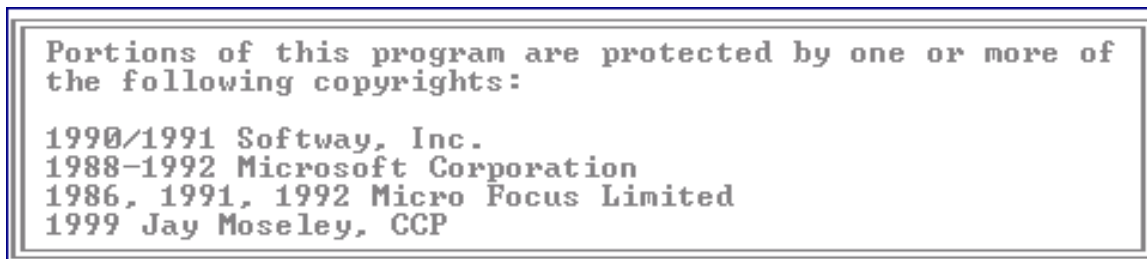 Portions of this program are protected by one or more of
the following copyrights:
1990/1991 Softway, Inc.
1988-1992 Microsoft Corporation
1986, 1991, 1992 Micro Focus Limited
1999 Jay Moseley, CCP